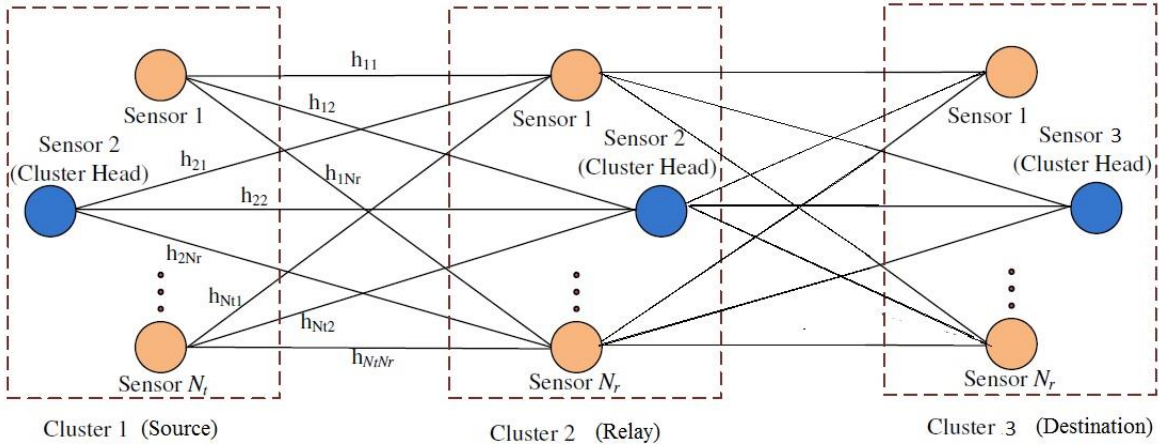 Sensor 1
Sensor 2
(Cluster Head)
Sensor Nt
h11
h12
h21
h1Nr
h22
h2Nr
hNt1
hNt2
hNtNr
Sensor 1
Sensor 2
(Cluster Head)
Sensor Nr
Sensor 1
Sensor 3
(Cluster Head)
Sensor Nr
Cluster 1 (Source)
Cluster 2 (Relay)
Cluster 3 (Destination)